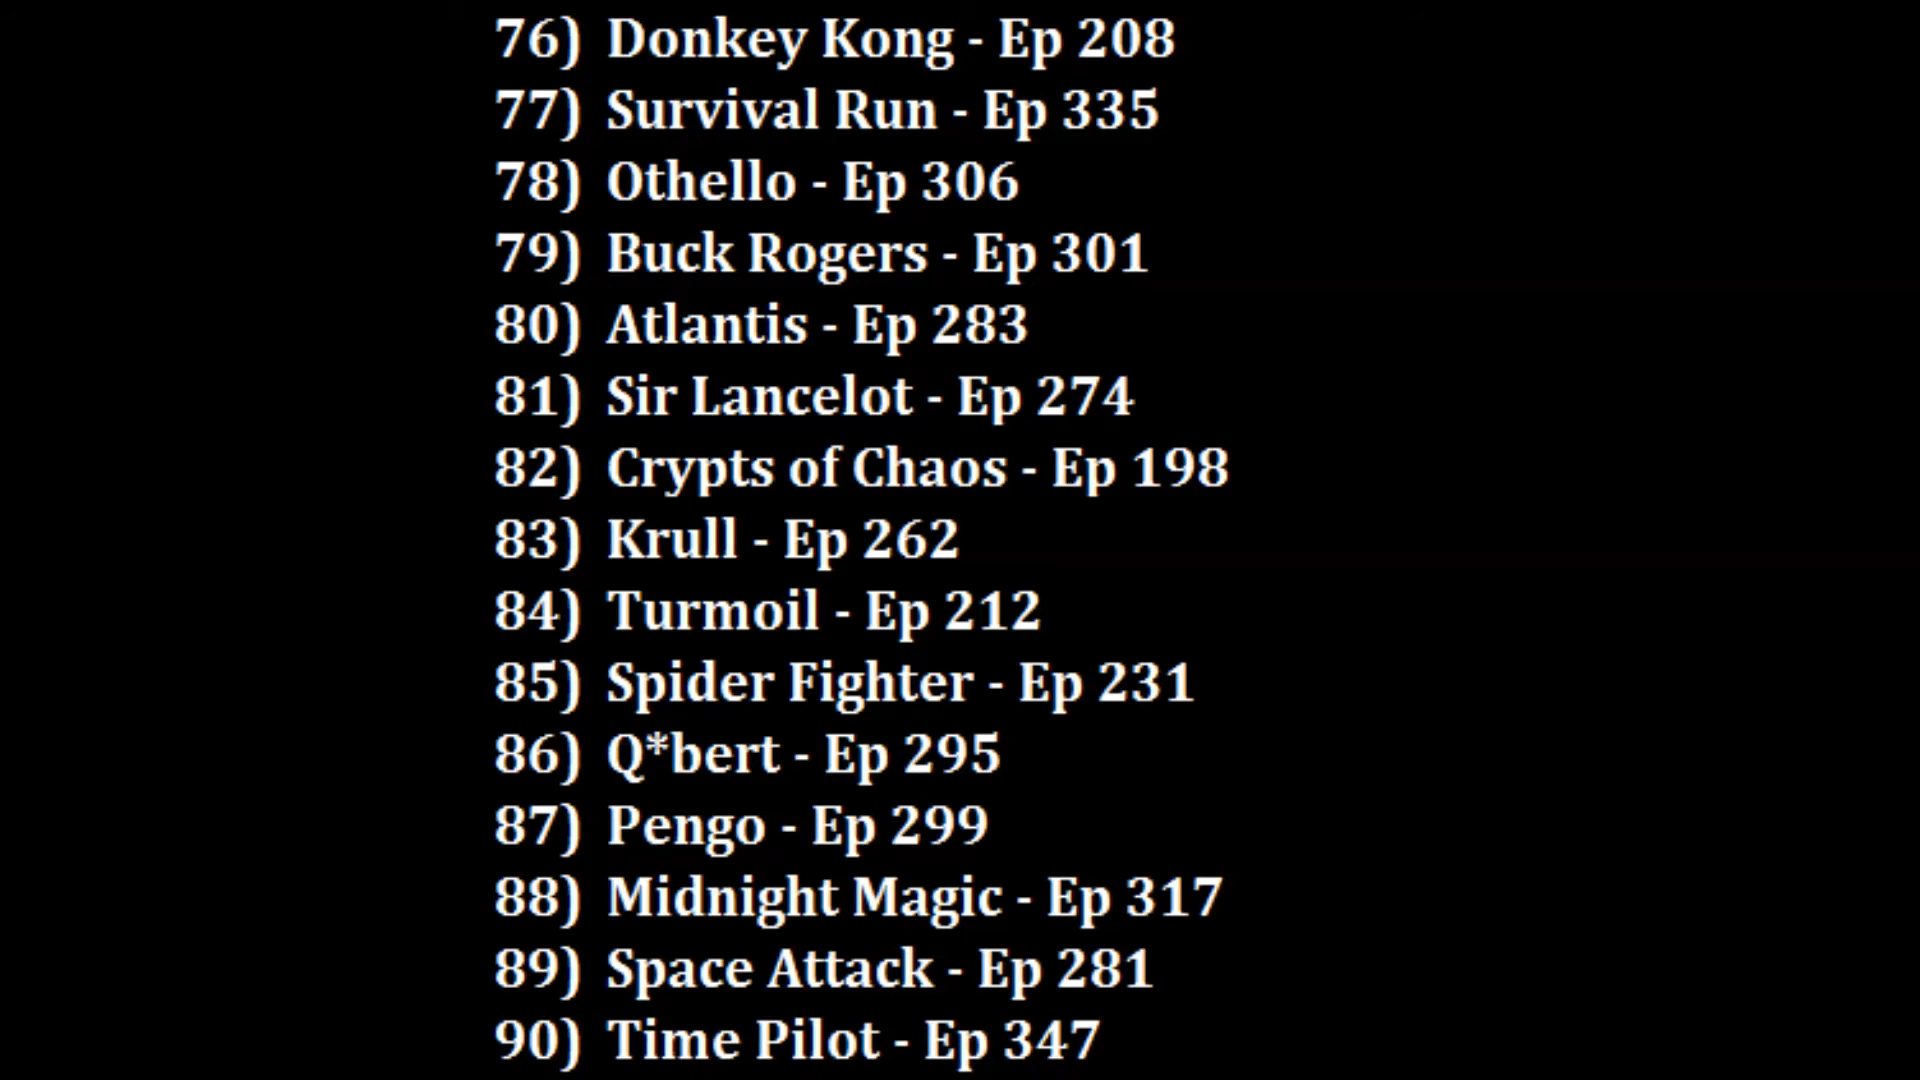 76) Donkey Kong - Ep 208
77) Survival Run - Ep 335
78) Othello - Ep 306
79) Buck Rogers - Ep 301
80) Atlantis - Ep 283
81) Sir Lancelot - Ep 274
82) Crypts of Chaos - Ep 198
83) Krull - Ep 262
84) Turmoil - Ep 212
85) Spider Fighter - Ep 231
86) Q*bert - Ep 295
87) Pengo - Ep 299
88) Midnight Magic - Ep 317
89) Space Attack - Ep 281
90) Time Pilot - Ep 347